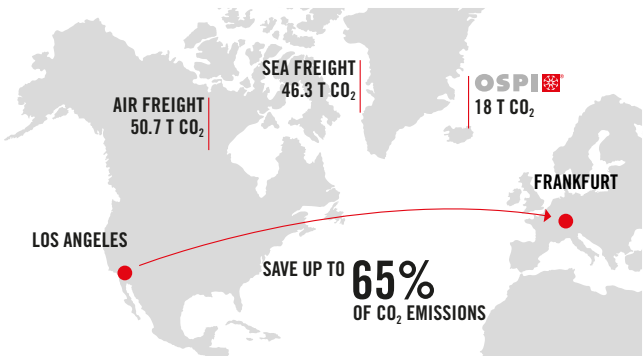 SEA FREIGHT
46.3 T CO₂
OSPI®
18 T CO₂
AIR FREIGHT
50.7 T CO₂
FRANKFURT
LOS ANGELES
SAVE UP TO 65%
OF CO₂ EMISSIONS